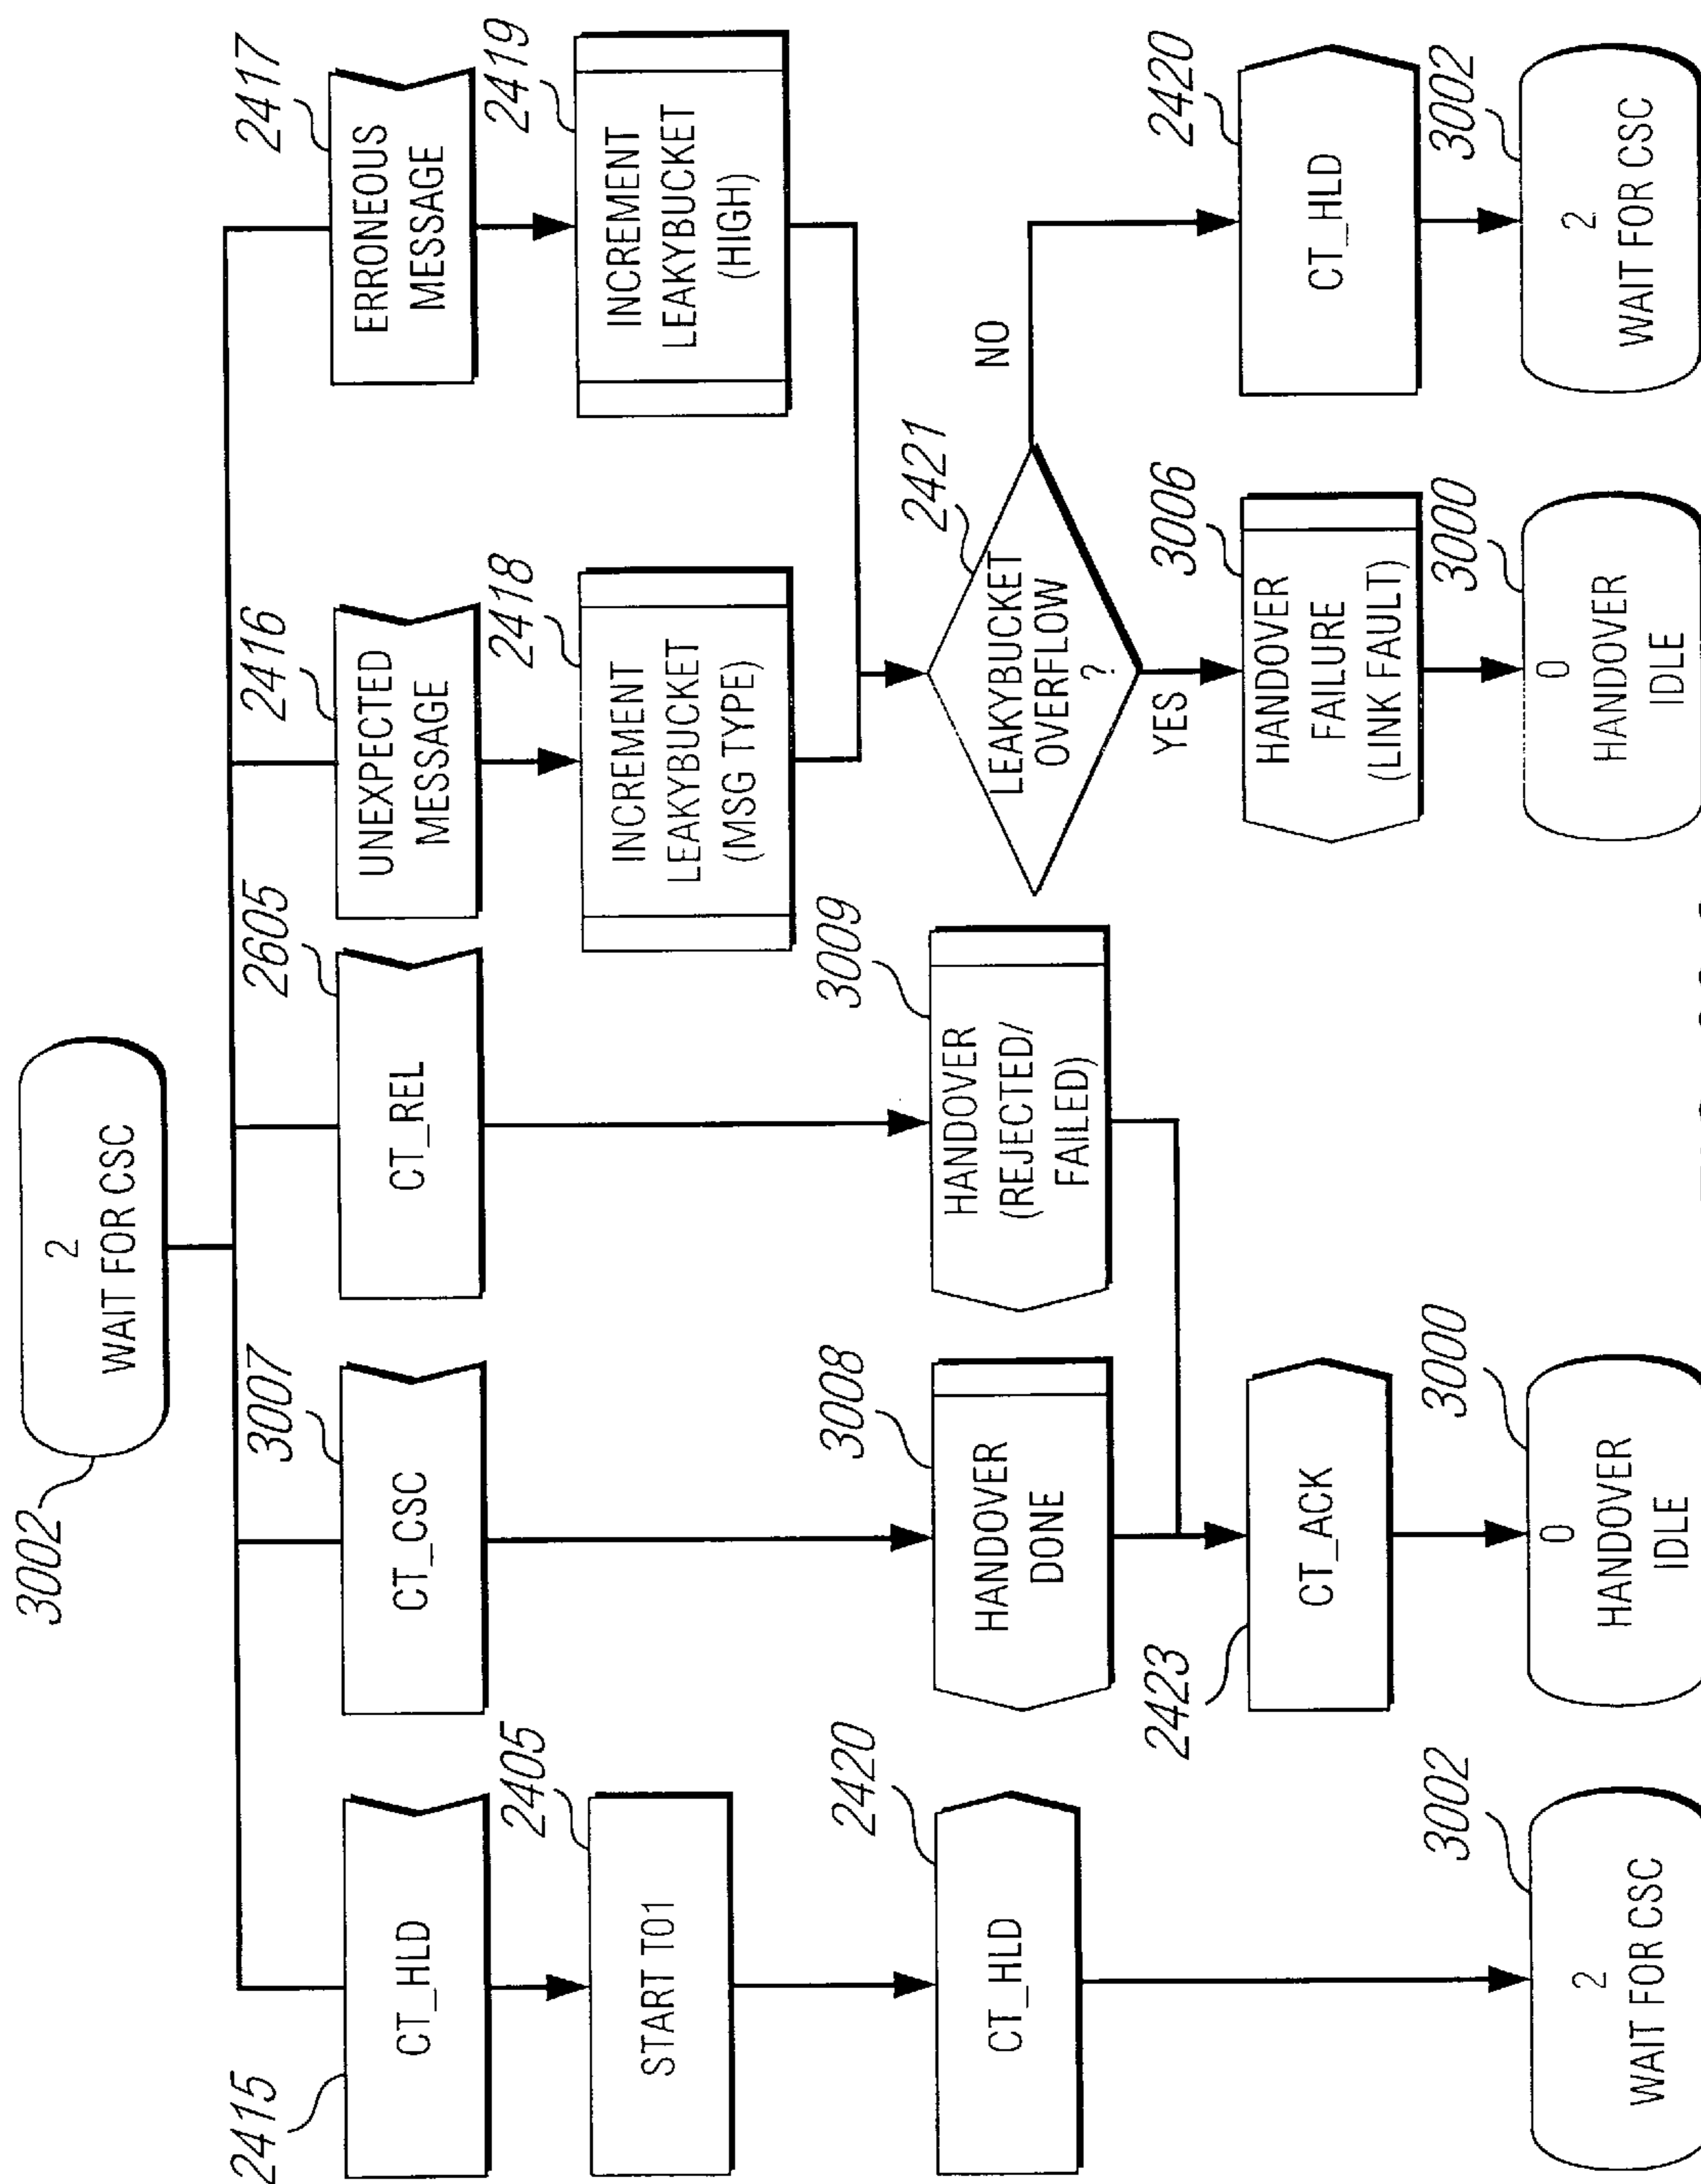 3002
2
WAIT FOR CSC
2415
CT_HLD
3007
CT_CSC
2605
CT_REL
2416
UNEXPECTED
MESSAGE
2417
ERRONEOUS
MESSAGE
2405
START T01
2418
INCREMENT
LEAKYBUCKET
(MSG TYPE)
2419
INCREMENT
LEAKYBUCKET
(HIGH)
2420
CT_HLD
3008
HANDOVER
DONE
3009
HANDOVER
(REJECTED/
FAILED)
2421
LEAKYBUCKET
OVERFLOW
?
NO
YES
2423
CT_ACK
3006
HANDOVER
FAILURE
(LINK FAULT)
2420
CT_HLD
3002
2
WAIT FOR CSC
3000
0
HANDOVER
IDLE
3000
0
HANDOVER
IDLE
3002
2
WAIT FOR CSC